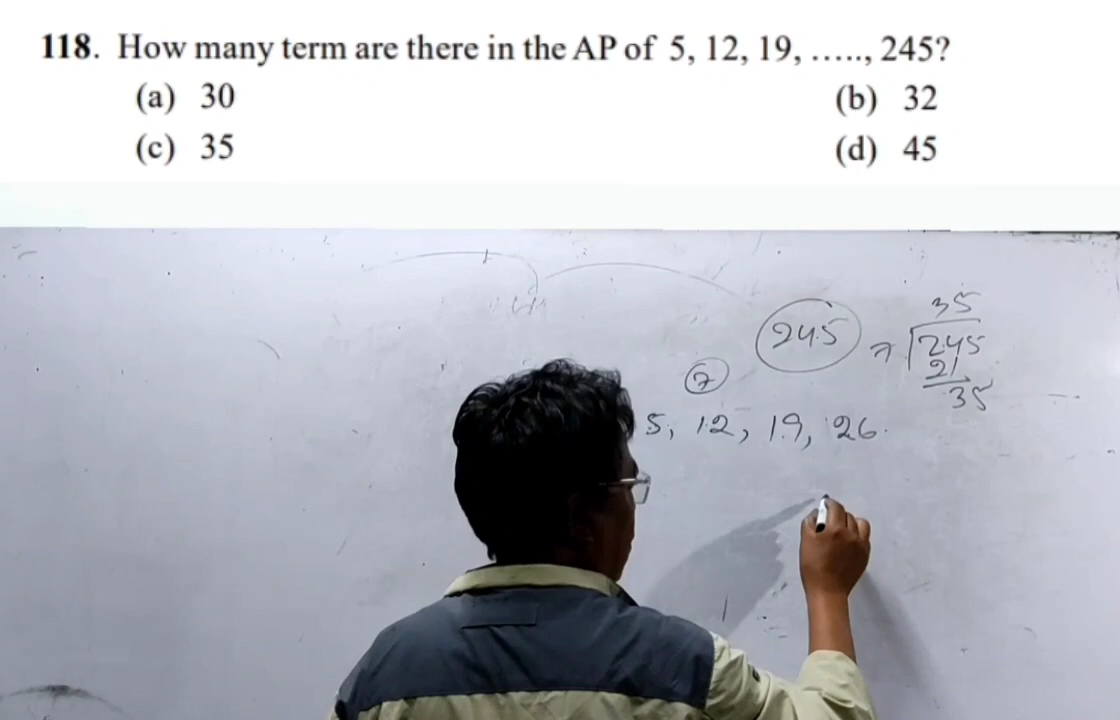 118. How many term are there in the AP of 5, 12, 19, ....., 245?
(a) 30 (b) 32
(c) 35 (d) 45
35
245 7 245
21
35
7
5, 12, 19, 26.